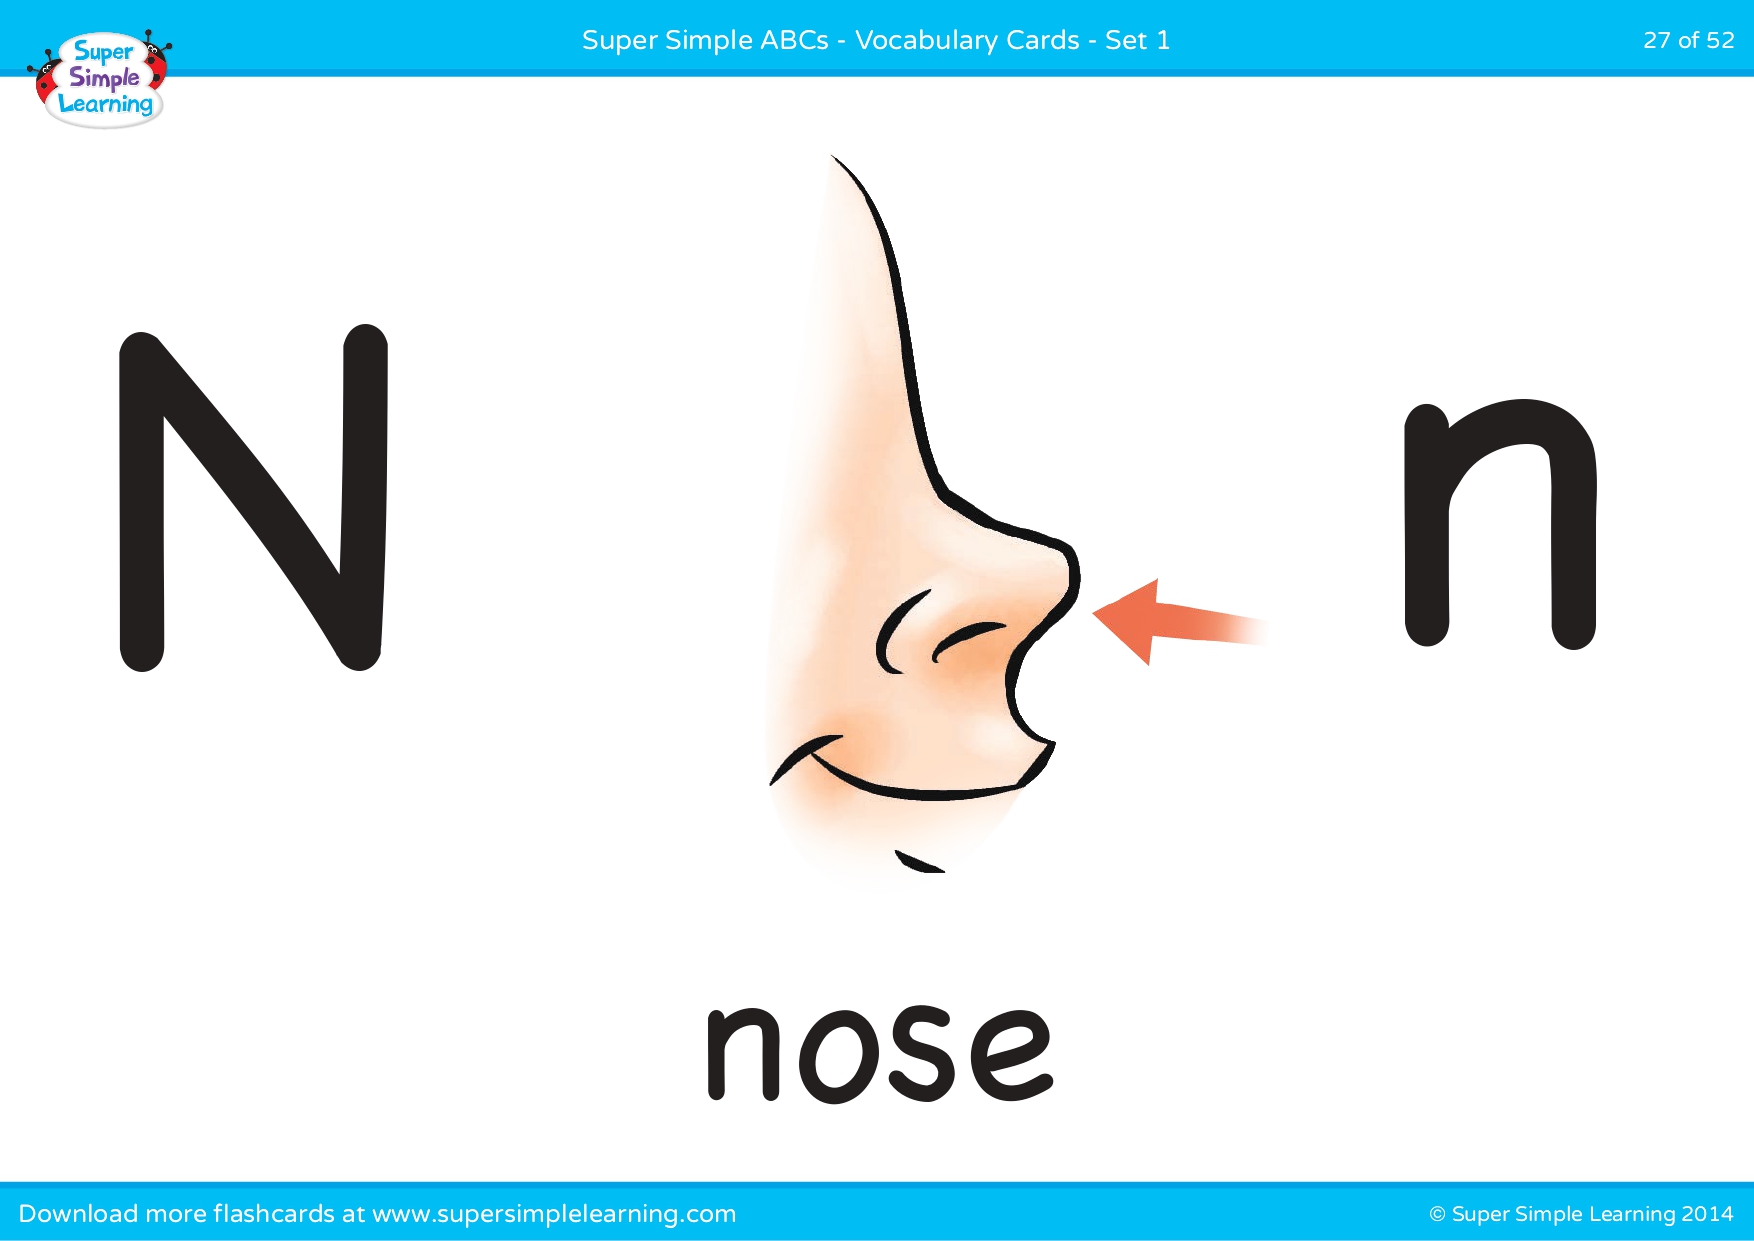 Super Simple ABCs - Vocabulary Cards - Set 1
27 of 52
Super
Simple
Learning
N
n
nose
Download more flashcards at www.supersimplelearning.com
© Super Simple Learning 2014